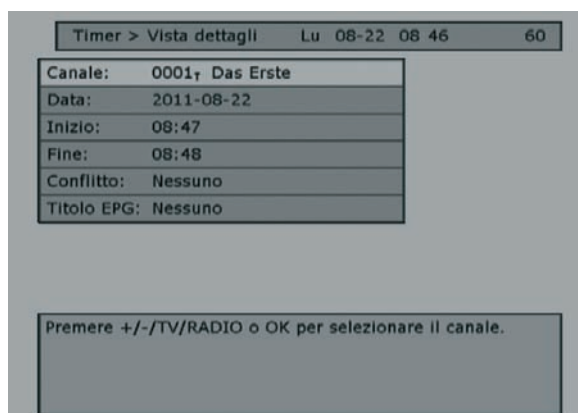 Timer > Vista dettagli Lu 08-22 08 46 60
Canale: 0001T Das Erste
Data: 2011-08-22
Inizio: 08:47
Fine: 08:48
Conflitto: Nessuno
Titolo EPG: Nessuno
Premere +/-/TV/RADIO o OK per selezionare il canale.